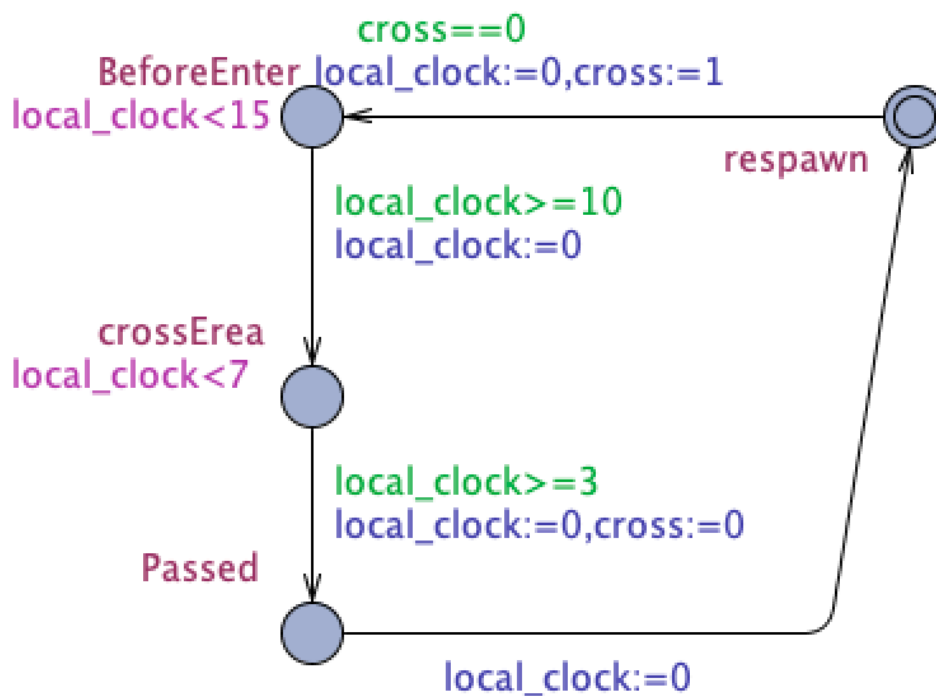 cross==0
BeforeEnter local_clock:=0,cross:=1
local_clock<15
respawn
local_clock>=10
local_clock:=0
crossErea
local_clock<7
local_clock>=3
local_clock:=0,cross:=0
Passed
local_clock:=0